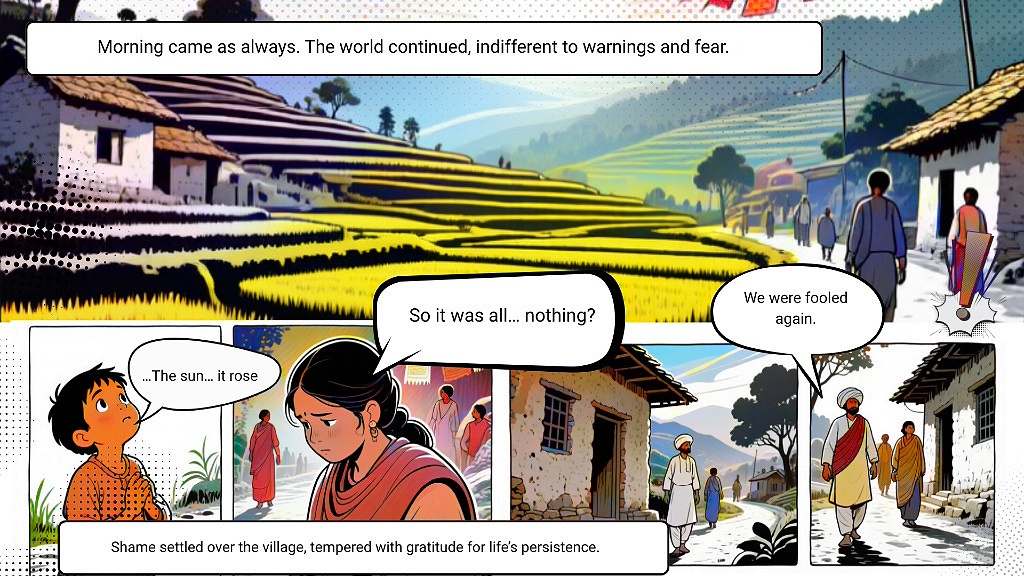 Morning came as always. The world continued, indifferent to warnings and fear.
So it was all... nothing?
We were fooled
again.
...The sun... it rose
Shame settled over the village, tempered with gratitude for life's persistence.